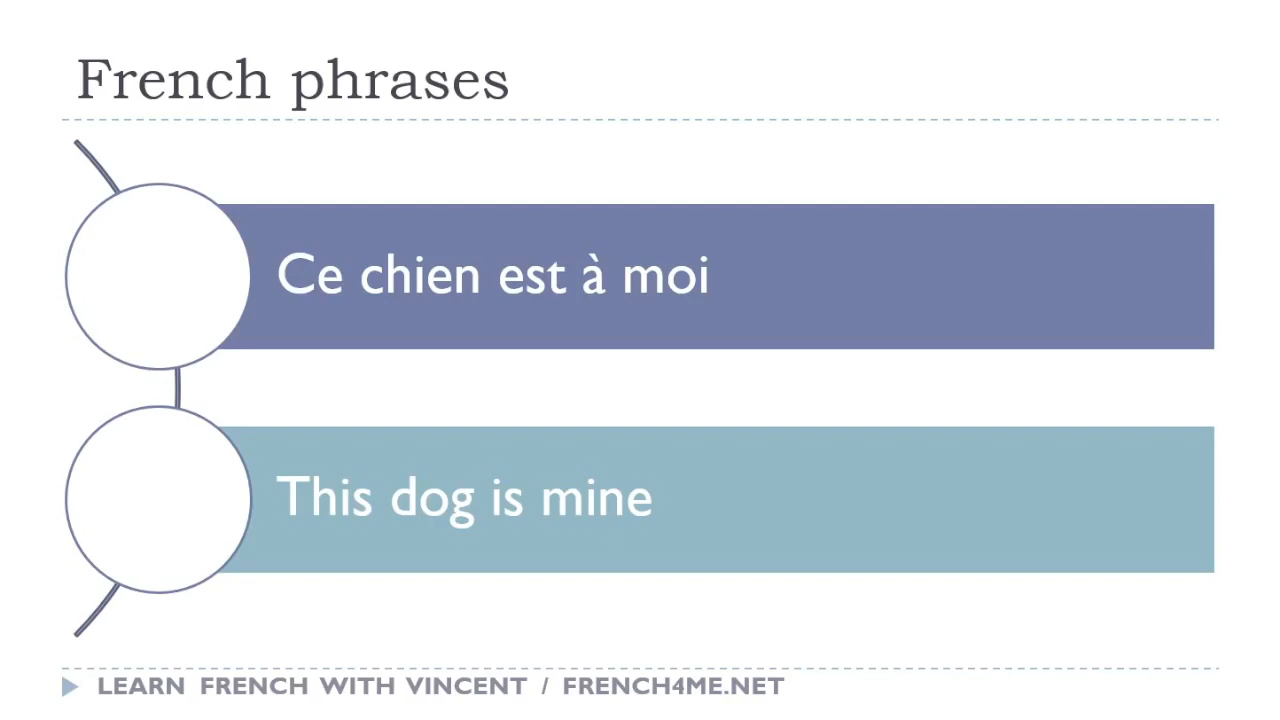 French phrases
Ce chien est à moi
This dog is mine
LEARN FRENCH WITH VINCENT / FRENCH4ME.NET